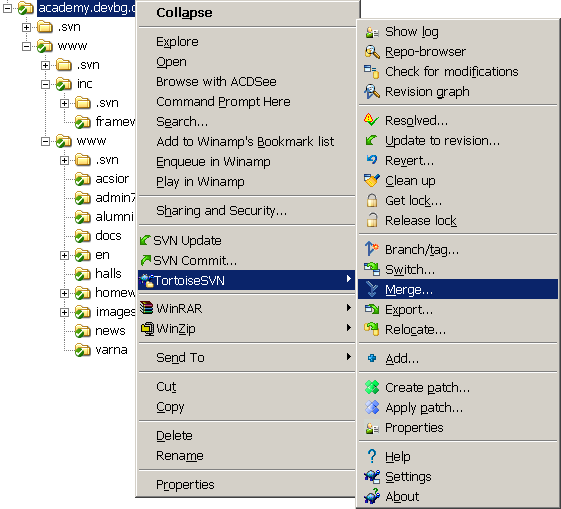 academy.devbg.
.svn
www
.svn
inc
.svn
framew
www
.svn
acsior
admin7
alumni
docs
en
halls
homew
images
news
varna
Collapse
Explore
Open
Browse with ACDSee
Command Prompt Here
Search...
Add to Winamp's Bookmark list
Enqueue in Winamp
Play in Winamp
Sharing and Security...
SVN Update
SVN Commit...
TortoiseSVN
WinRAR
WinZip
Send To
Cut
Copy
Delete
Rename
Properties
Show log
Repo-browser
Check for modifications
Revision graph
Resolved...
Update to revision...
Revert...
Clean up
Get lock...
Release lock
Branch/tag...
Switch...
Merge...
Export...
Relocate...
Add...
Create patch...
Apply patch...
Properties
Help
Settings
About